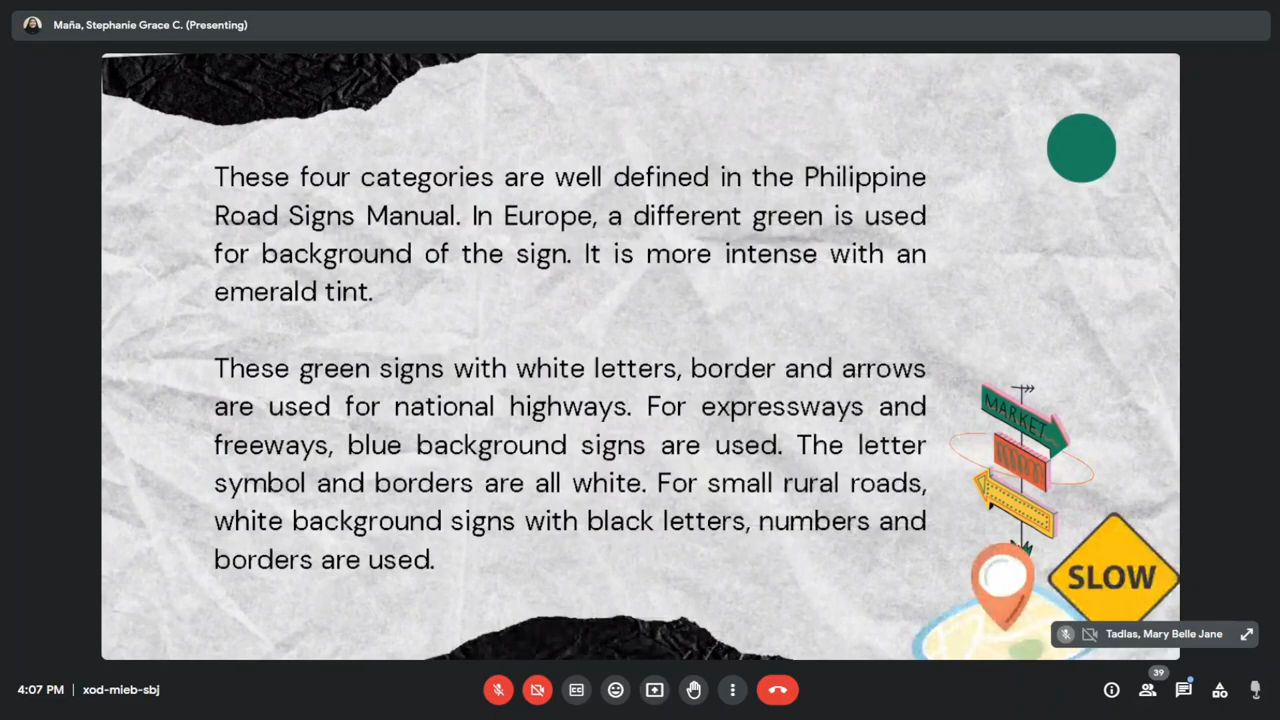 Maña, Stephanie Grace C. (Presenting)
These four categories are well defined in the Philippine
Road Signs Manual. In Europe, a different green is used
for background of the sign. It is more intense with an
emerald tint.
These green signs with white letters, border and arrows
are used for national highways. For expressways and
freeways, blue background signs are used. The letter
symbol and borders are all white. For small rural roads,
white background signs with black letters, numbers and
borders are used.
MARKET
SLOW
Tadlas, Mary Belle Jane
39
4:07 PM | xod-mleb-sbj